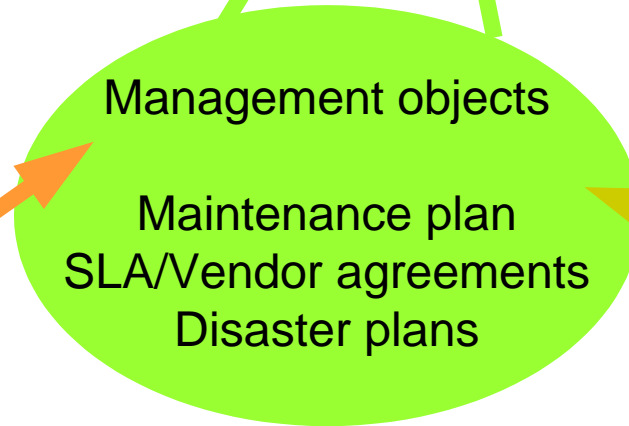 Management objects
Maintenance plan
SLA/Vendor agreements
Disaster plans